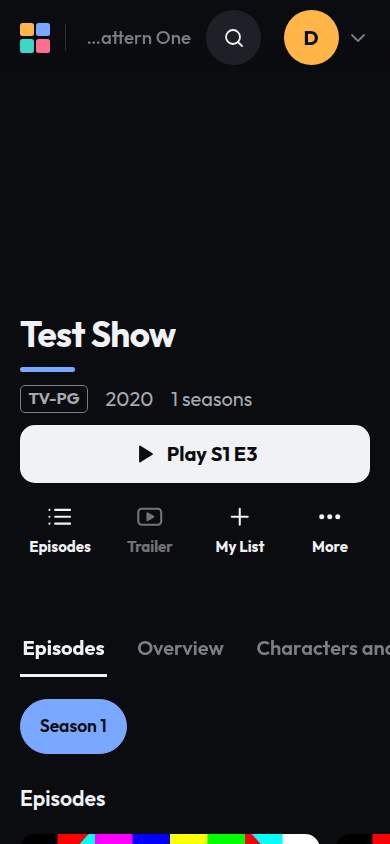 ...attern One
D
Test Show
TV-PG 2020 1 seasons
Play S1 E3
Episodes Trailer My List More
Episodes Overview Characters and
Season 1
Episodes